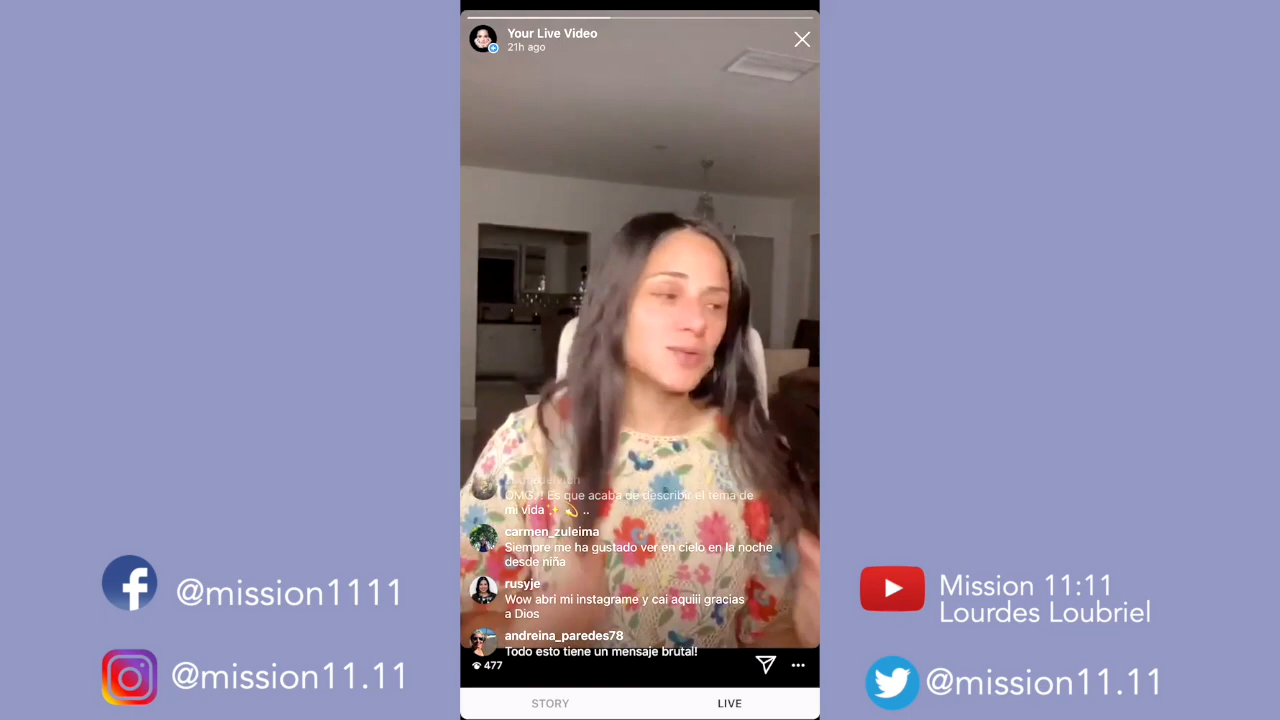 Your Live Video
21h ago
OMG!! Es que acaba de describir el tema de
mi vida✨ 💫 ..
carmen_zuleima
Siempre me ha gustado ver en cielo en la noche
desde niña
rusyje
Wow abri mi instagrame y cai aquiii gracias
a Dios
andreina_paredes78
Todo esto tiene un mensaje brutal!
477
STORY
LIVE
@mission1111
@mission11.11
Mission 11:11
Lourdes Loubriel
@mission11.11